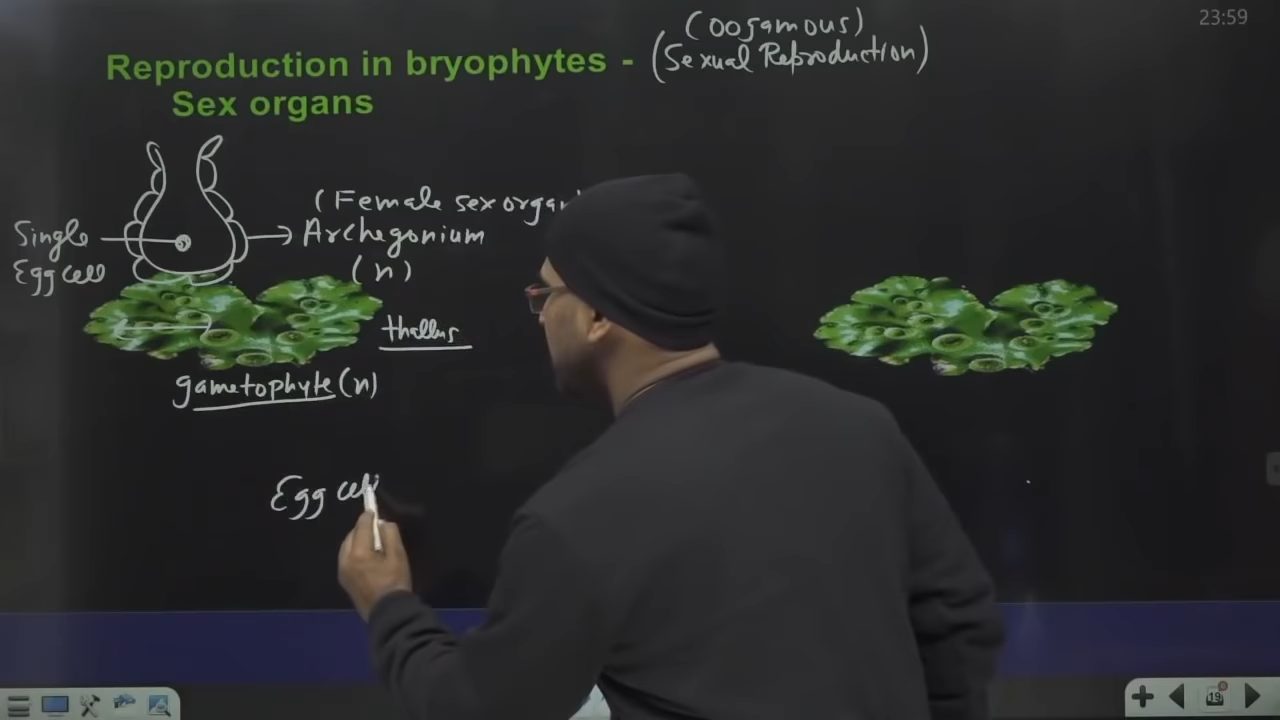 23:59
(oogamous)
Reproduction in bryophytes - (Sexual Reproduction)
Sex organs
(Female sex organ
Single
Archegonium
Egg cell
(n)
thallus
gametophyte(n)
Egg cell
19